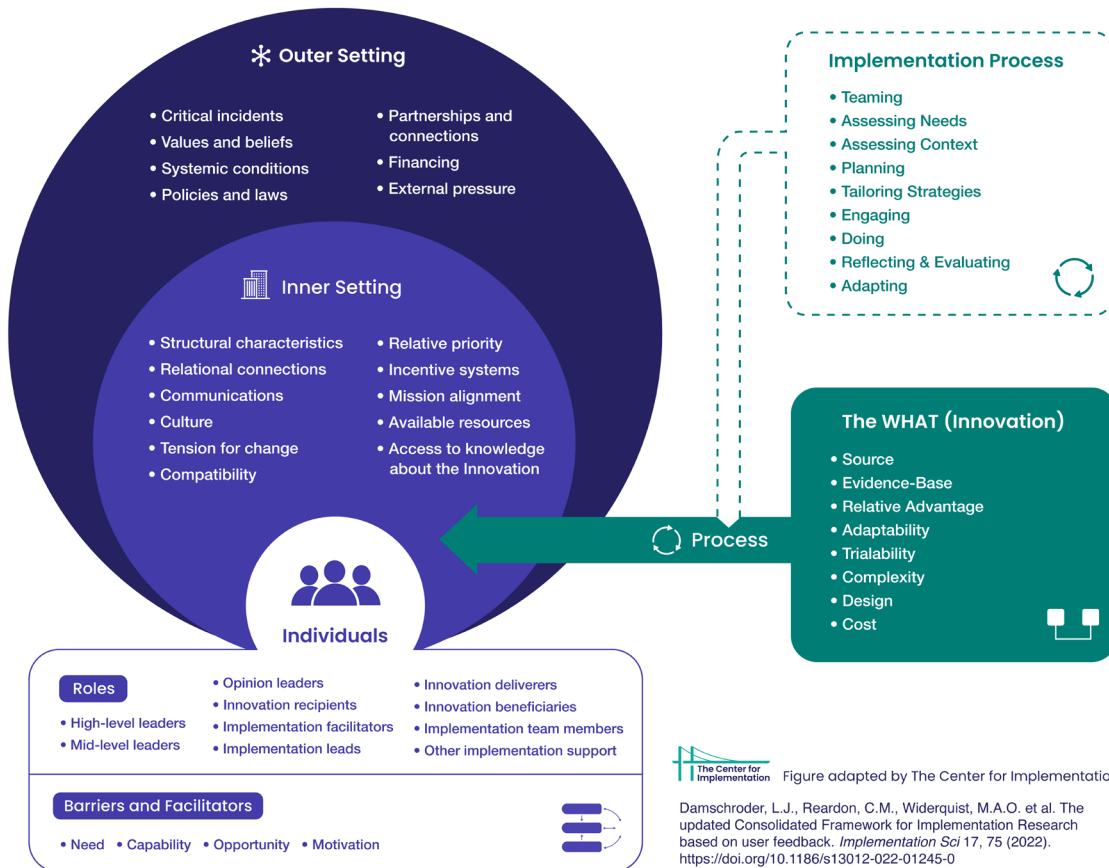 Outer Setting
• Critical incidents
• Values and beliefs
• Systemic conditions
• Policies and laws
• Partnerships and
connections
• Financing
• External pressure
Inner Setting
• Structural characteristics
• Relational connections
• Communications
• Culture
• Tension for change
• Compatibility
• Relative priority
• Incentive systems
• Mission alignment
• Available resources
• Access to knowledge
about the Innovation
Individuals
Roles
• High-level leaders
• Mid-level leaders
• Opinion leaders
• Innovation recipients
• Implementation facilitators
• Implementation leads
• Innovation deliverers
• Innovation beneficiaries
• Implementation team members
• Other implementation support
Barriers and Facilitators
• Need • Capability • Opportunity • Motivation
Implementation Process
• Teaming
• Assessing Needs
• Assessing Context
• Planning
• Tailoring Strategies
• Engaging
• Doing
• Reflecting & Evaluating
• Adapting
Process
The WHAT (Innovation)
• Source
• Evidence-Base
• Relative Advantage
• Adaptability
• Trialability
• Complexity
• Design
• Cost
The Center for
Implementation
Figure adapted by The Center for Implementatio
Damschroder, L.J., Reardon, C.M., Widerquist, M.A.O. et al. The
updated Consolidated Framework for Implementation Research
based on user feedback. Implementation Sci 17, 75 (2022).
https://doi.org/10.1186/s13012-022-01245-0